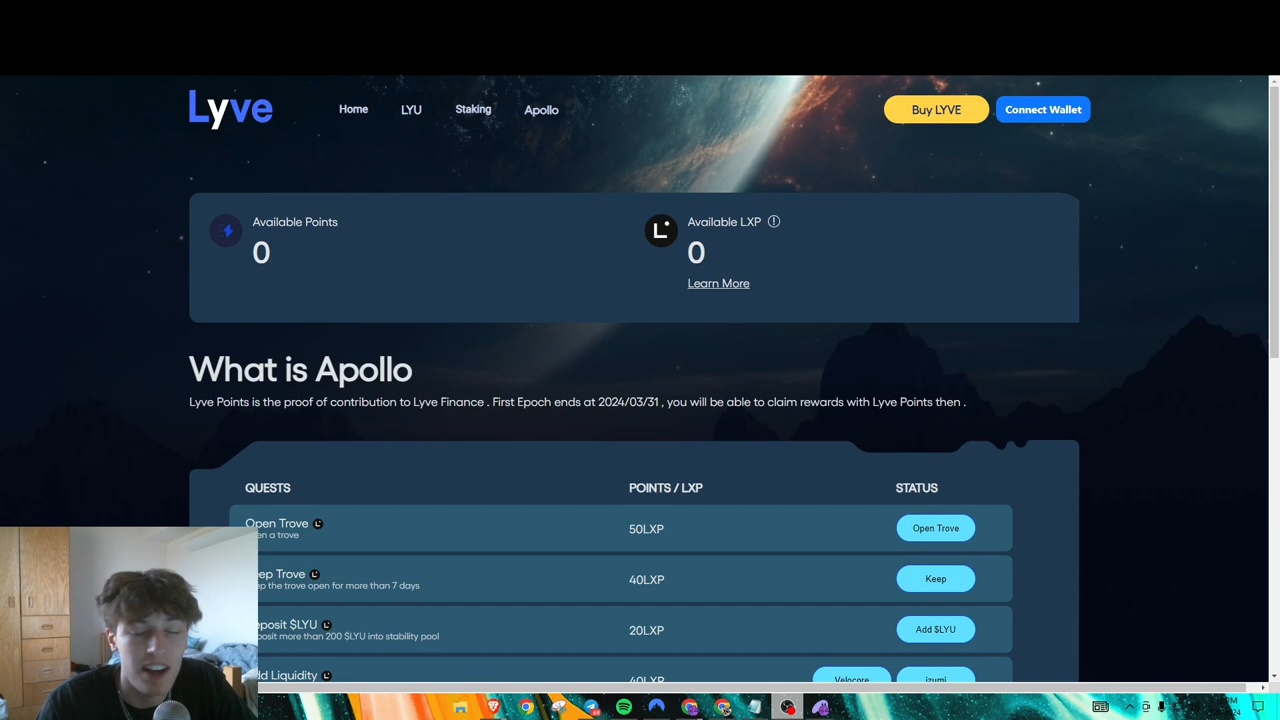 Lyve
Home LYU Staking Apollo Buy LYVE Connect Wallet
Available Points
0
Available LXP
0
Learn More
What is Apollo
Lyve Points is the proof of contribution to Lyve Finance . First Epoch ends at 2024/03/31 , you will be able to claim rewards with Lyve Points then .
QUESTS POINTS / LXP STATUS
Open Trove 50LXP Open Trove
a trove
Trove 40LXP Keep
the trove open for more than 7 days
$LYU 20LXP Add $LYU
more than 200 $LYU into stability pool
Liquidity 40LXP Velocore izumi